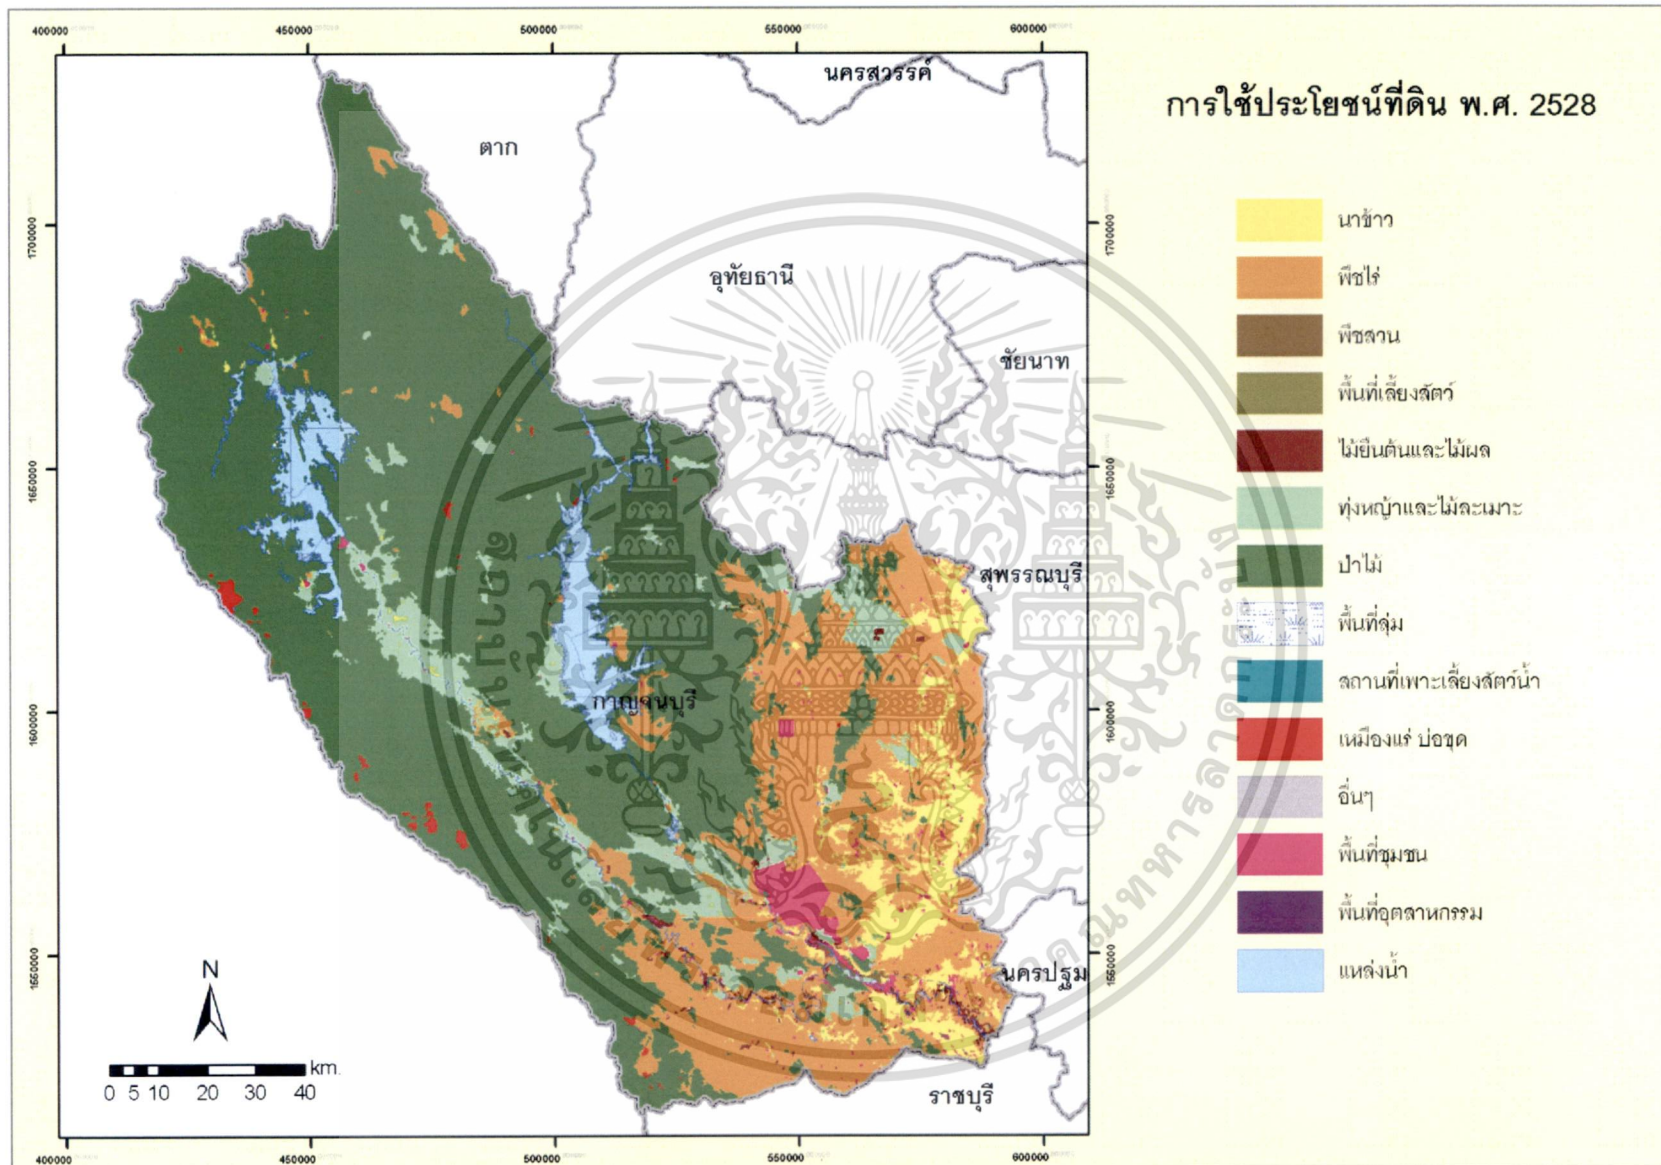 400000 450000 500000 550000 600000
นครสวรรค์
การใช้ประโยชน์ที่ดิน พ.ศ. 2528
ตาก
1700000 1700000
นาข้าว
อุทัยธานี
พืชไร่
พืชสวน
ชัยนาท
พื้นที่เลี้ยงสัตว์
ไม้ยืนต้นและไม้ผล
1650000 1650000
ทุ่งหญ้าและไม้ละเมาะ
ป่าไม้
สุพรรณบุรี
พื้นที่ลุ่ม
สถานที่เพาะเลี้ยงสัตว์น้ำ
กาญจนบุรี
1600000 1600000
เหมืองแร่ บ่อขุด
อื่นๆ
พื้นที่ชุมชน
พื้นที่อุตสาหกรรม
1550000 1550000
นครปฐม
แหล่งน้ำ
N
km.
0 5 10 20 30 40
ราชบุรี
400000 450000 500000 550000 600000